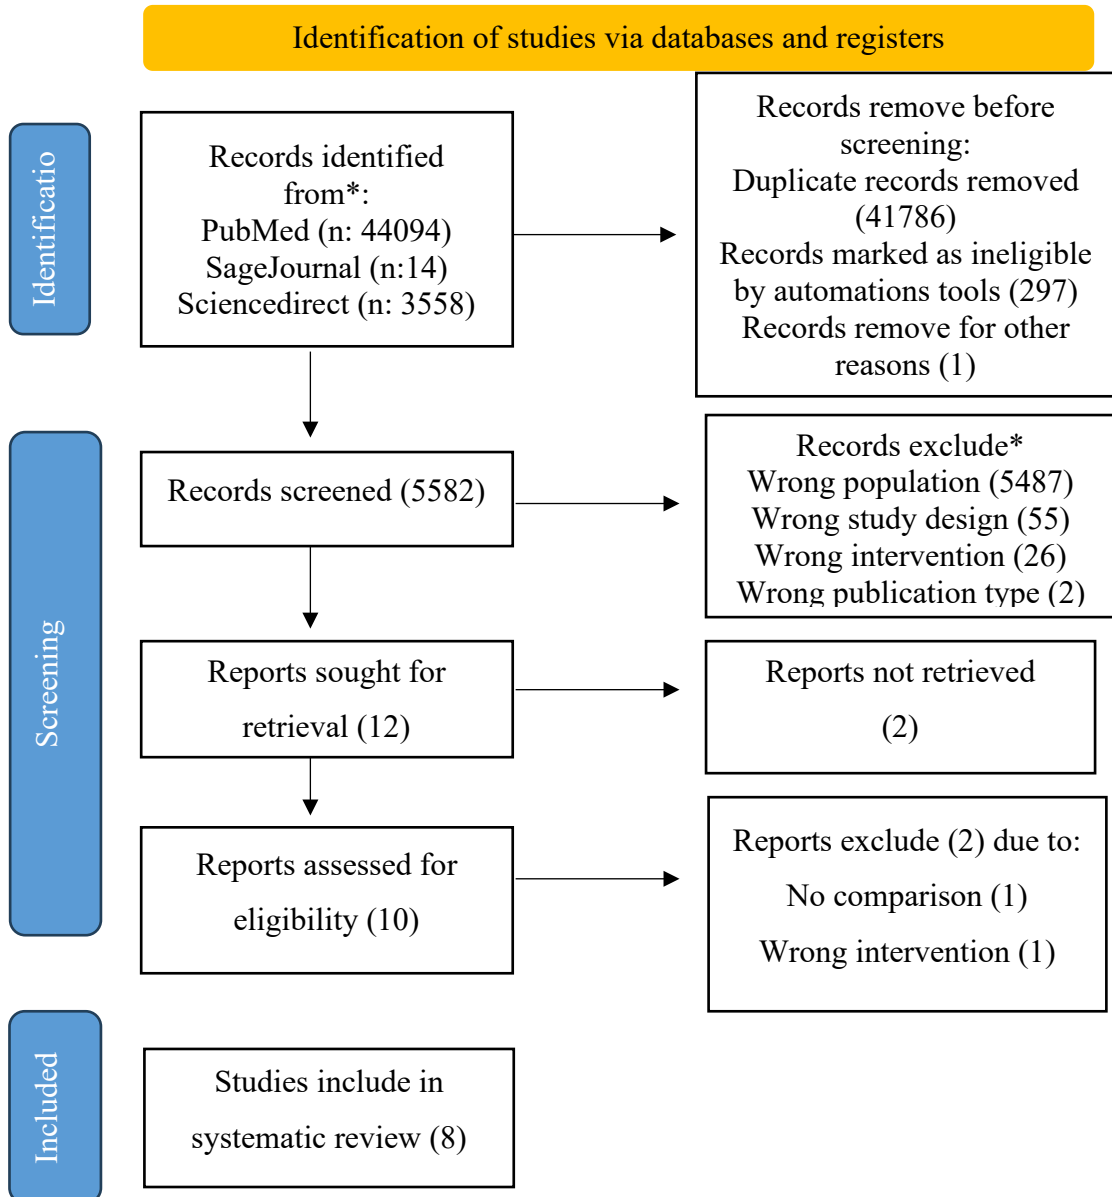 Identification of studies via databases and registers
Identificatio
Records identified
from*:
PubMed (n: 44094)
SageJournal (n:14)
Sciencedirect (n: 3558)
Records remove before
screening:
Duplicate records removed
(41786)
Records marked as ineligible
by automations tools (297)
Records remove for other
reasons (1)
Screening
Records screened (5582)
Records exclude*
Wrong population (5487)
Wrong study design (55)
Wrong intervention (26)
Wrong publication type (2)
Reports sought for
retrieval (12)
Reports not retrieved
(2)
Reports assessed for
eligibility (10)
Reports exclude (2) due to:
No comparison (1)
Wrong intervention (1)
Included
Studies include in
systematic review (8)